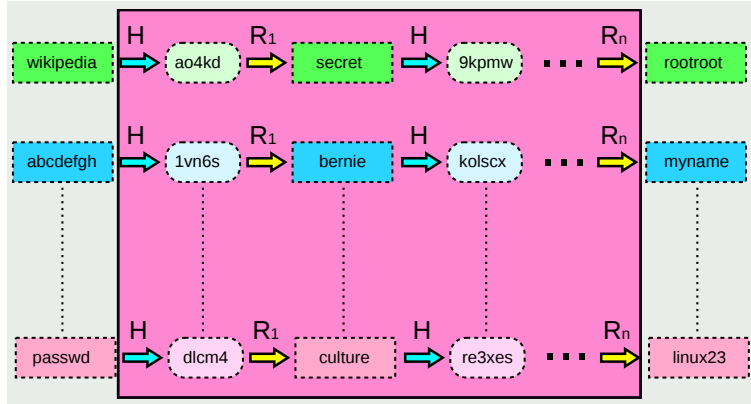 H R1 H Rn
wikipedia ao4kd secret 9kpmw rootroot
H R1 H Rn
abcdefgh 1vn6s bernie kolscx myname
H R1 H Rn
passwd dlcm4 culture re3xes linux23